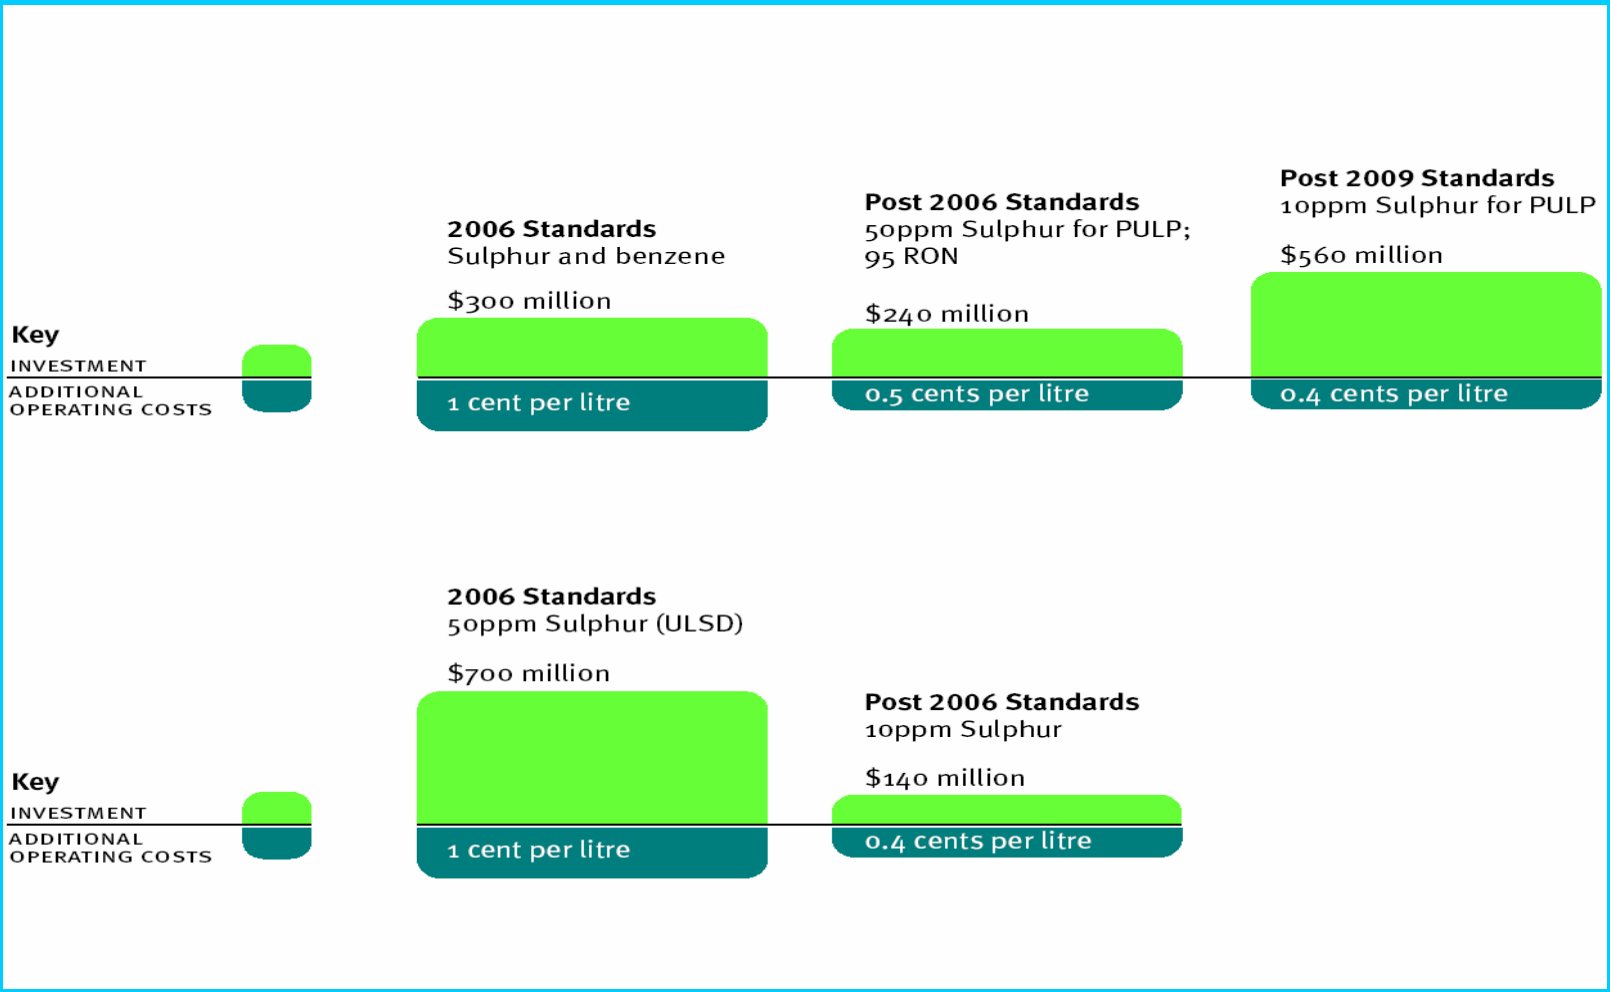 Post 2009 Standards
10ppm Sulphur for PULP
$560 million
Post 2006 Standards
50ppm Sulphur for PULP;
95 RON
$240 million
2006 Standards
Sulphur and benzene
$300 million
Key
INVESTMENT
ADDITIONAL
OPERATING COSTS
1 cent per litre
0.5 cents per litre
0.4 cents per litre
2006 Standards
50ppm Sulphur (ULSD)
$700 million
Post 2006 Standards
10ppm Sulphur
$140 million
Key
INVESTMENT
ADDITIONAL
OPERATING COSTS
1 cent per litre
0.4 cents per litre